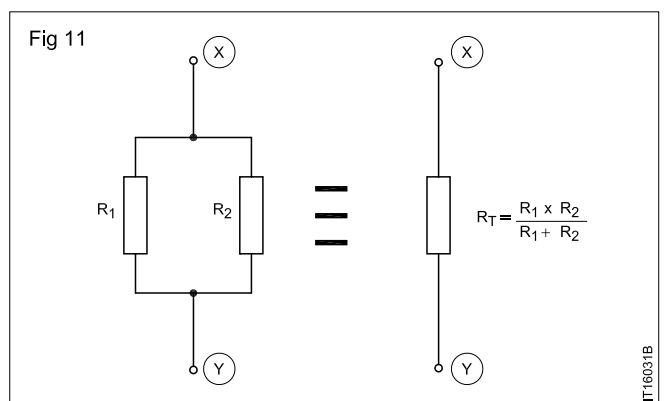 Fig 11
X
X
R1
R2
RT = R1 x R2 / R1 + R2
Y
Y
IT16031B